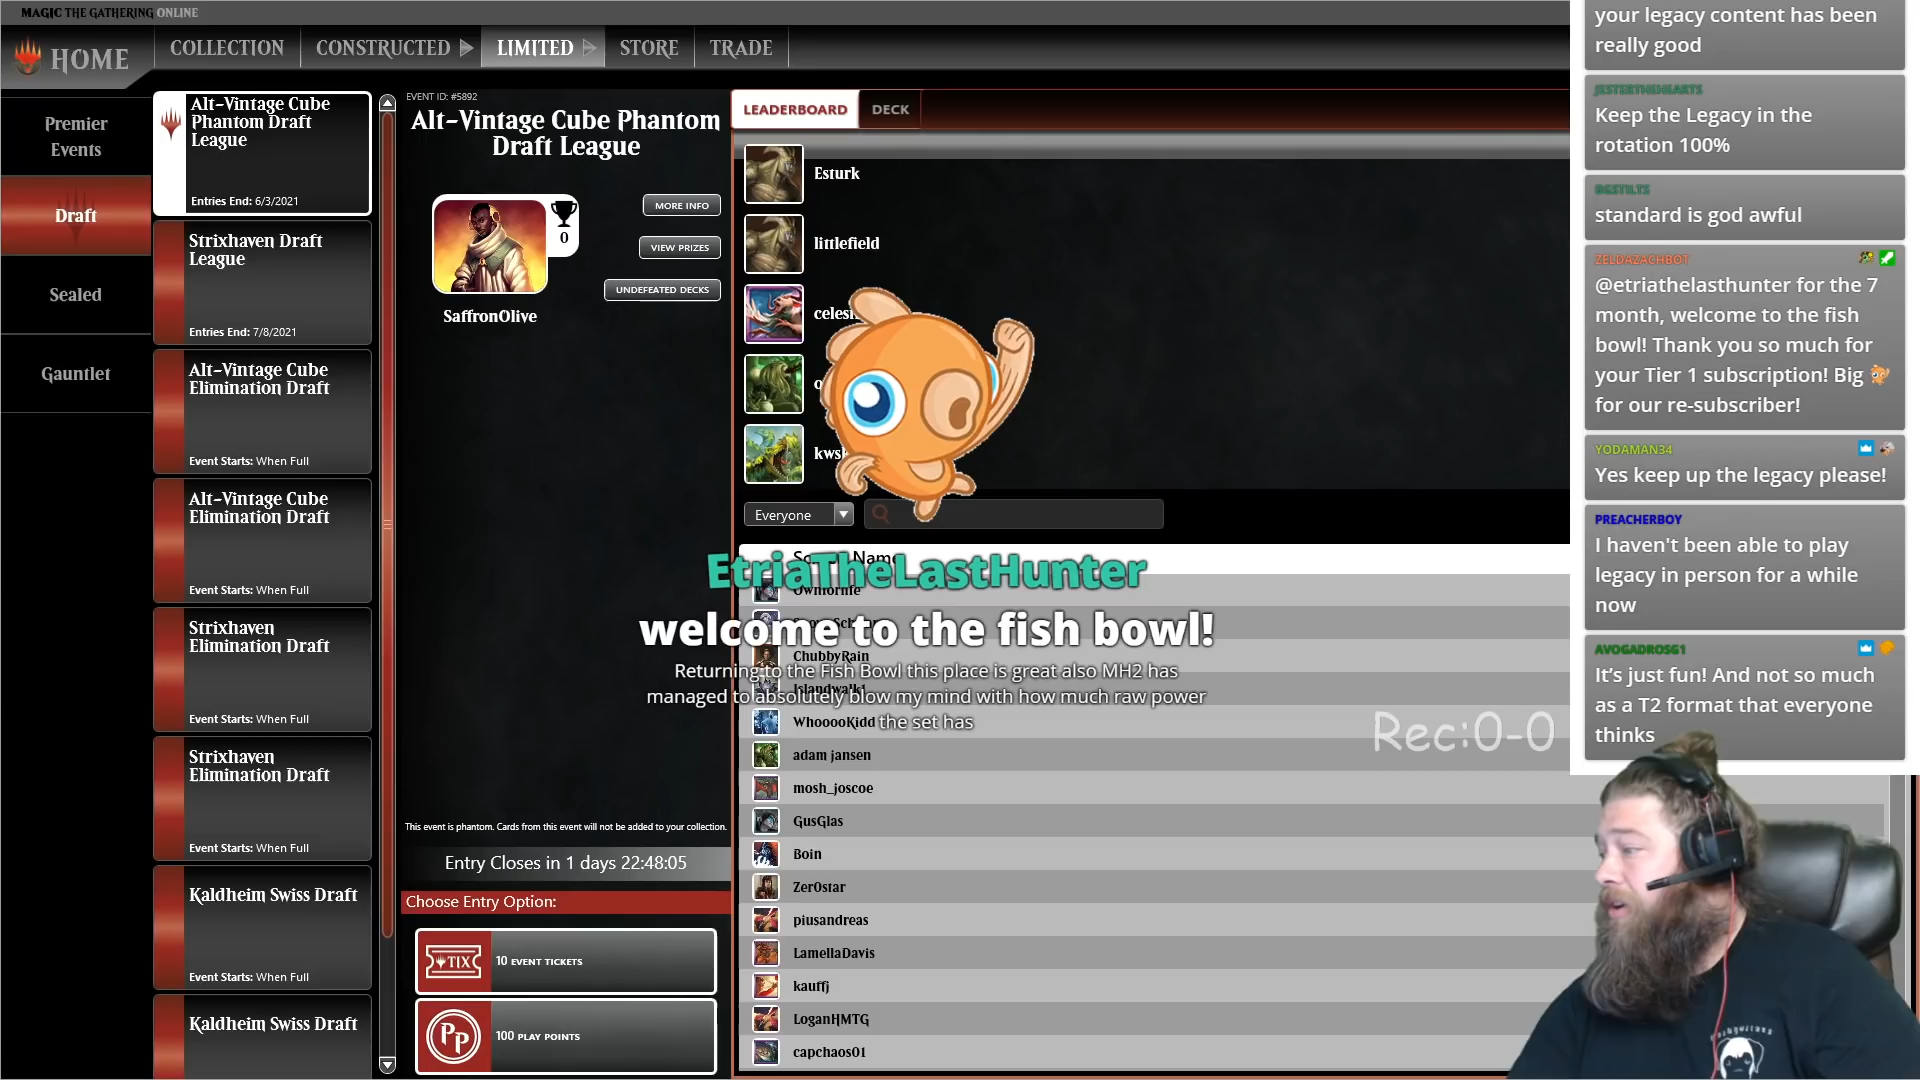 MAGIC THE GATHERING ONLINE
HOME
COLLECTION
CONSTRUCTED
LIMITED
STORE
TRADE
Premier
Events
Draft
Sealed
Gauntlet
Alt-Vintage Cube
Phantom Draft
League
Entries End: 6/3/2021
Strixhaven Draft
League
Entries End: 7/8/2021
Alt-Vintage Cube
Elimination Draft
Event Starts: When Full
Alt-Vintage Cube
Elimination Draft
Event Starts: When Full
Strixhaven
Elimination Draft
Event Starts: When Full
Strixhaven
Elimination Draft
Event Starts: When Full
Kaldheim Swiss Draft
Event Starts: When Full
Kaldheim Swiss Draft
EVENT ID: #5892
Alt-Vintage Cube Phantom
Draft League
0
SaffronOlive
MORE INFO
VIEW PRIZES
UNDEFEATED DECKS
This event is phantom. Cards from this event will not be added to your collection.
Entry Closes in 1 days 22:48:05
Choose Entry Option:
TIX
10 EVENT TICKETS
PP
100 PLAY POINTS
LEADERBOARD
DECK
Esturk
littlefield
Everyone
EtriaTheLastHunter
welcome to the fish bowl!
ChubbyRain
Returning to the Fish Bowl this place is great also MH2 has
managed to absolutely blow my mind with how much raw power
the set has
WhooooKidd
adam jansen
mosh_joscoe
GusGlas
Boin
Zer0star
piusandreas
LamellaDavis
kauffj
LoganHMTG
capchaos01
Rec:0-0
your legacy content has been
really good
JESTERTHEHEARTS
Keep the Legacy in the
rotation 100%
BGSTILTS
standard is god awful
ZELDAZACHBOT
@etriathelasthunter for the 7
month, welcome to the fish
bowl! Thank you so much for
your Tier 1 subscription! Big
for our re-subscriber!
YODAMAN34
Yes keep up the legacy please!
PREACHERBOY
I haven't been able to play
legacy in person for a while
now
AVOGADROSG1
It's just fun! And not so much
as a T2 format that everyone
thinks